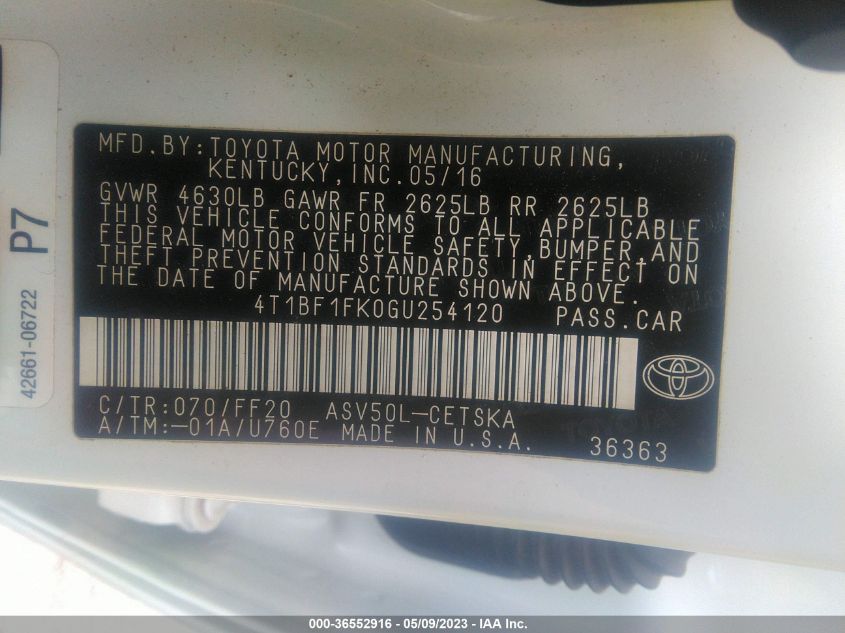 P7
42661-06722
MFD.BY:TOYOTA MOTOR MANUFACTURING,
KENTUCKY,INC.05/16
GVWR 4630LB GAWR FR 2625LB RR 2625LB
THIS VEHICLE CONFORMS TO ALL APPLICABLE
FEDERAL MOTOR VEHICLE SAFETY,BUMPER,AND
THEFT PREVENTION STANDARDS IN EFFECT ON
THE DATE OF MANUFACTURE SHOWN ABOVE.
4T1BF1FK0GU254120 PASS.CAR
C/TR:070/FF20 ASV50L-CETSKA
A/TM:-01A/U760E MADE IN U.S.A. 36363
000-36552916 - 05/09/2023 - IAA Inc.